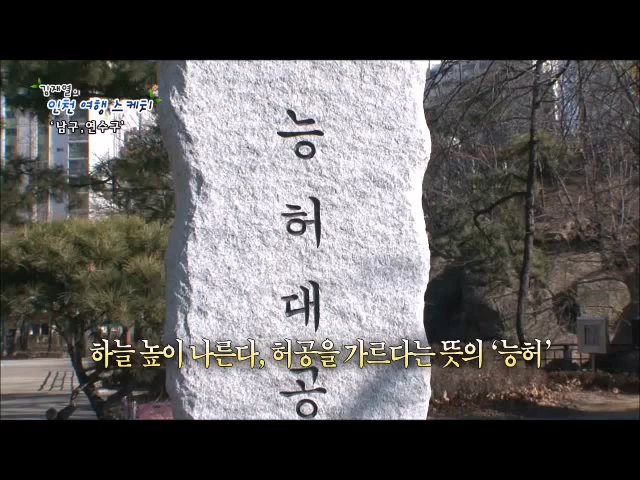 김재열의
인천 여행 스케치
'남구, 연수구'
능
허
대
공
하늘 높이 나른다, 허공을 가르다는 뜻의 '능허'